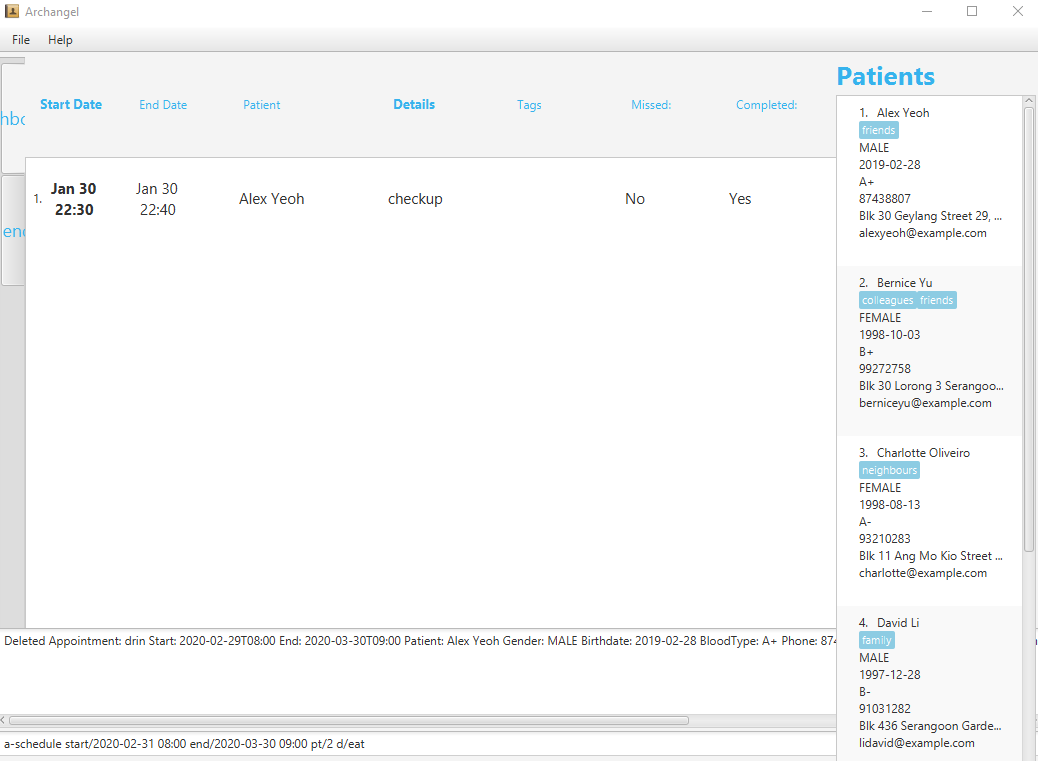 Archangel
File Help
hbo
end
Start Date End Date Patient Details Tags Missed: Completed:
1. Jan 30 22:30 Jan 30 22:40 Alex Yeoh checkup No Yes
Patients
1. Alex Yeoh
friends
MALE
2019-02-28
A+
87438807
Blk 30 Geylang Street 29, ...
alexyeoh@example.com
2. Bernice Yu
colleagues friends
FEMALE
1998-10-03
B+
99272758
Blk 30 Lorong 3 Serangoo...
berniceyu@example.com
3. Charlotte Oliveiro
neighbours
FEMALE
1998-08-13
A-
93210283
Blk 11 Ang Mo Kio Street ...
charlotte@example.com
4. David Li
family
MALE
1997-12-28
B-
91031282
Blk 436 Serangoon Garde...
lidavid@example.com
Deleted Appointment: drin Start: 2020-02-29T08:00 End: 2020-03-30T09:00 Patient: Alex Yeoh Gender: MALE Birthdate: 2019-02-28 BloodType: A+ Phone: 874
a-schedule start/2020-02-31 08:00 end/2020-03-30 09:00 pt/2 d/eat